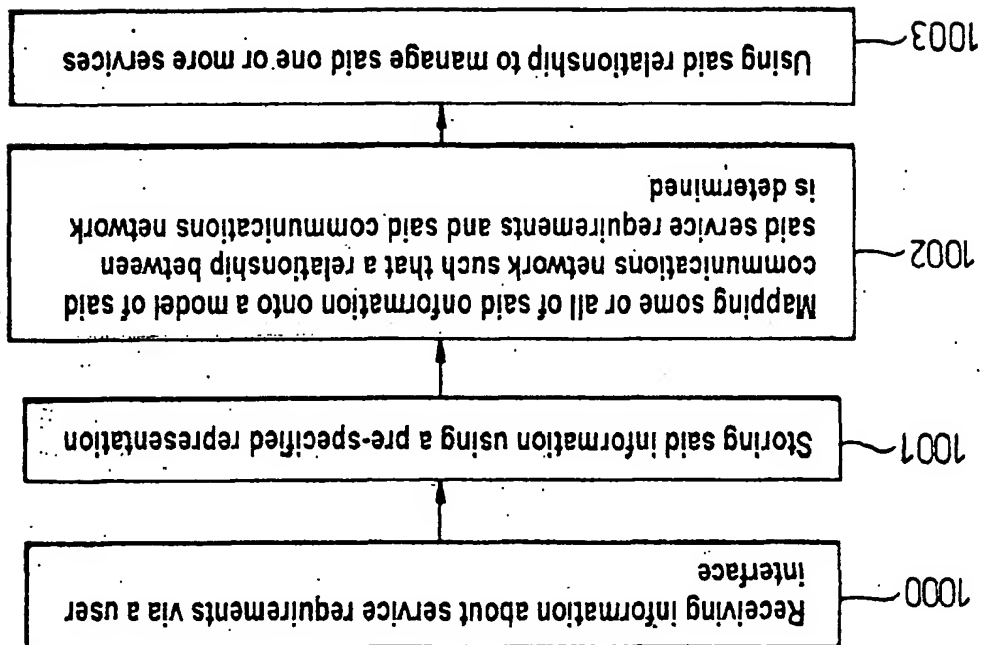 1000
Receiving information about service requirements via a user
interface
1001
Storing said information using a pre-specified representation
1002
Mapping some or all of said onformation onto a model of said
communications network such that a relationship between
said service requirements and said communications network
is determined
1003
Using said relationship to manage said one or more services